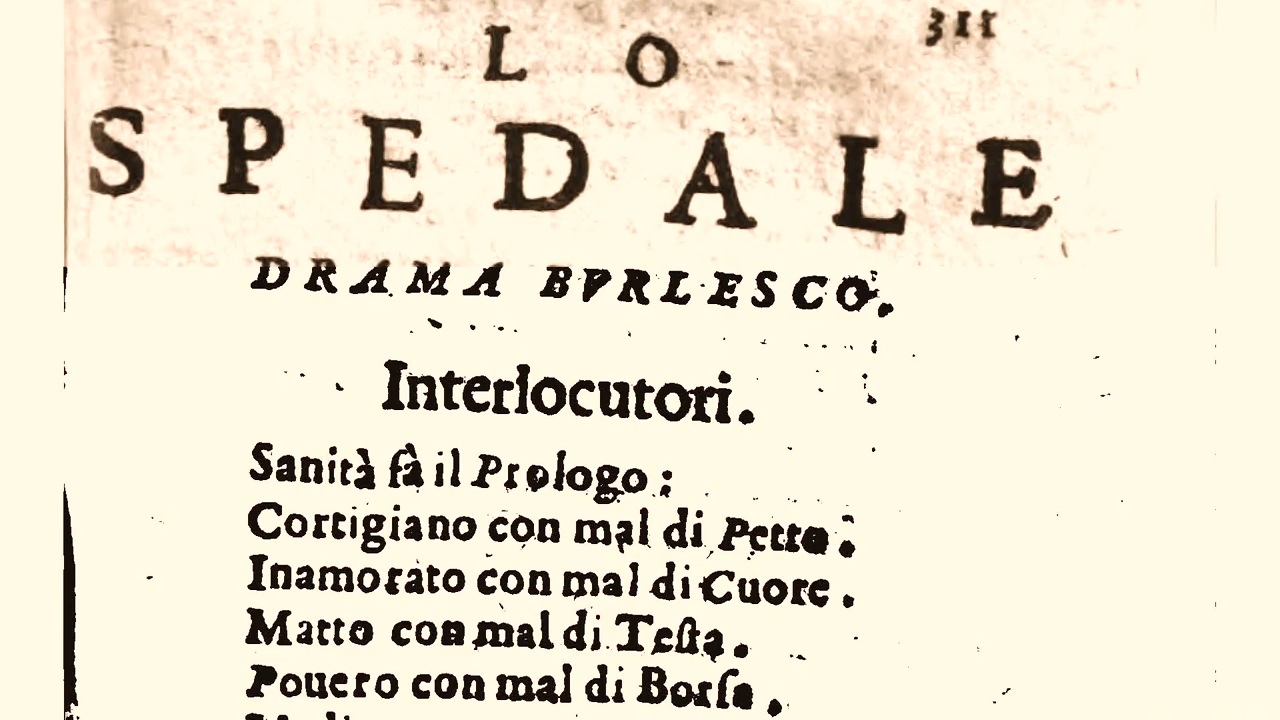 311
LO
SPEDALE
DRAMA BVRLESCO.
Interlocutori.
Sanità fà il Prologo;
Cortigiano con mal di Petto.
Inamorato con mal di Cuore.
Matto con mal di Teſta.
Pouero con mal di Borſa.